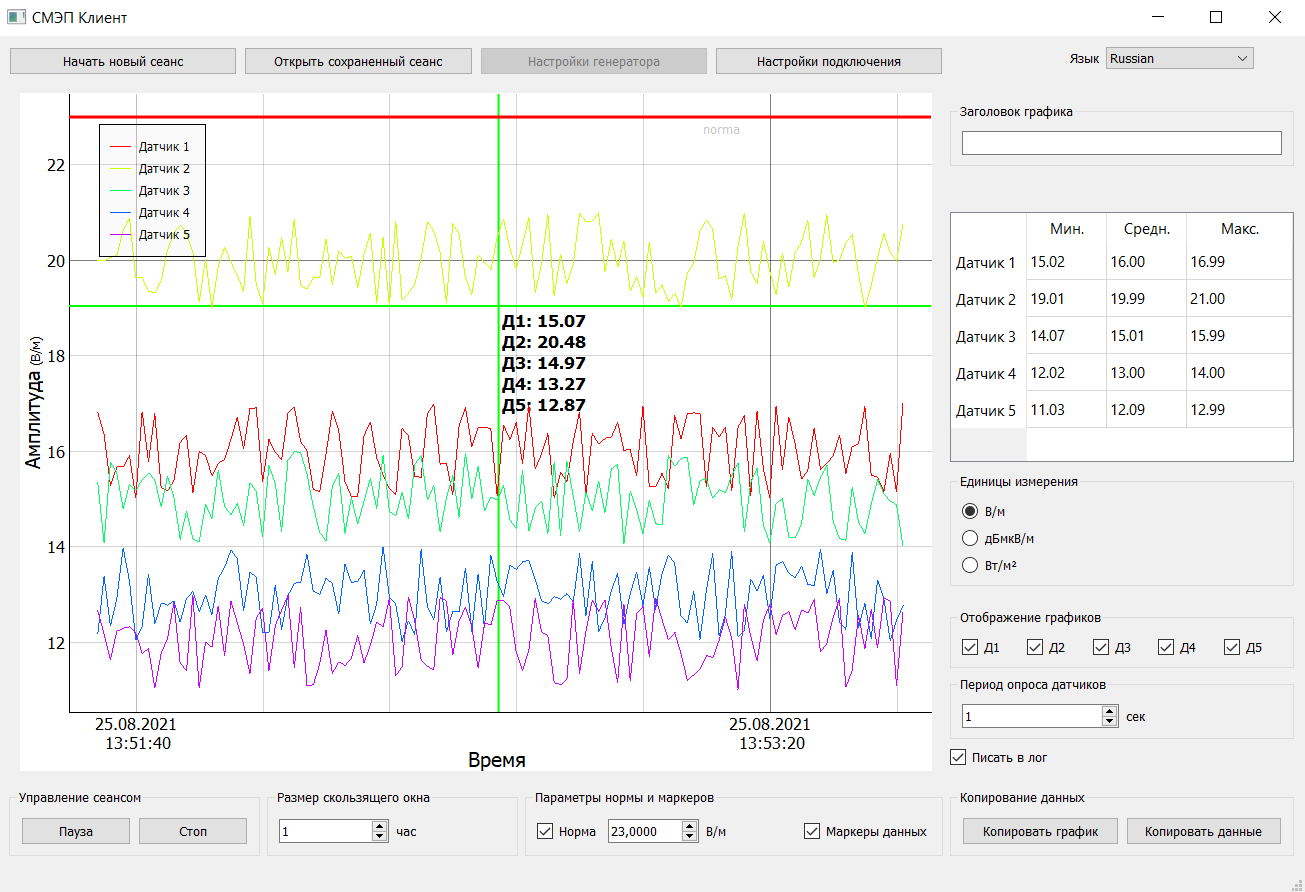 СМЭП Клиент
Начать новый сеанс
Открыть сохраненный сеанс
Настройки генератора
Настройки подключения
Язык
Russian
norma
Датчик 1
Датчик 2
Датчик 3
Датчик 4
Датчик 5
22
20
18
16
14
12
Амплитуда (В/м)
Д1: 15.07
Д2: 20.48
Д3: 14.97
Д4: 13.27
Д5: 12.87
25.08.2021
13:51:40
25.08.2021
13:53:20
Время
Заголовок графика
Мин. Средн. Макс.
Датчик 1 15.02 16.00 16.99
Датчик 2 19.01 19.99 21.00
Датчик 3 14.07 15.01 15.99
Датчик 4 12.02 13.00 14.00
Датчик 5 11.03 12.09 12.99
Единицы измерения
В/м
дБмкВ/м
Вт/м²
Отображение графиков
Д1 Д2 Д3 Д4 Д5
Период опроса датчиков
1 сек
Писать в лог
Управление сеансом
Пауза
Стоп
Размер скользящего окна
1 час
Параметры нормы и маркеров
Норма 23,0000 В/м
Маркеры данных
Копирование данных
Копировать график
Копировать данные